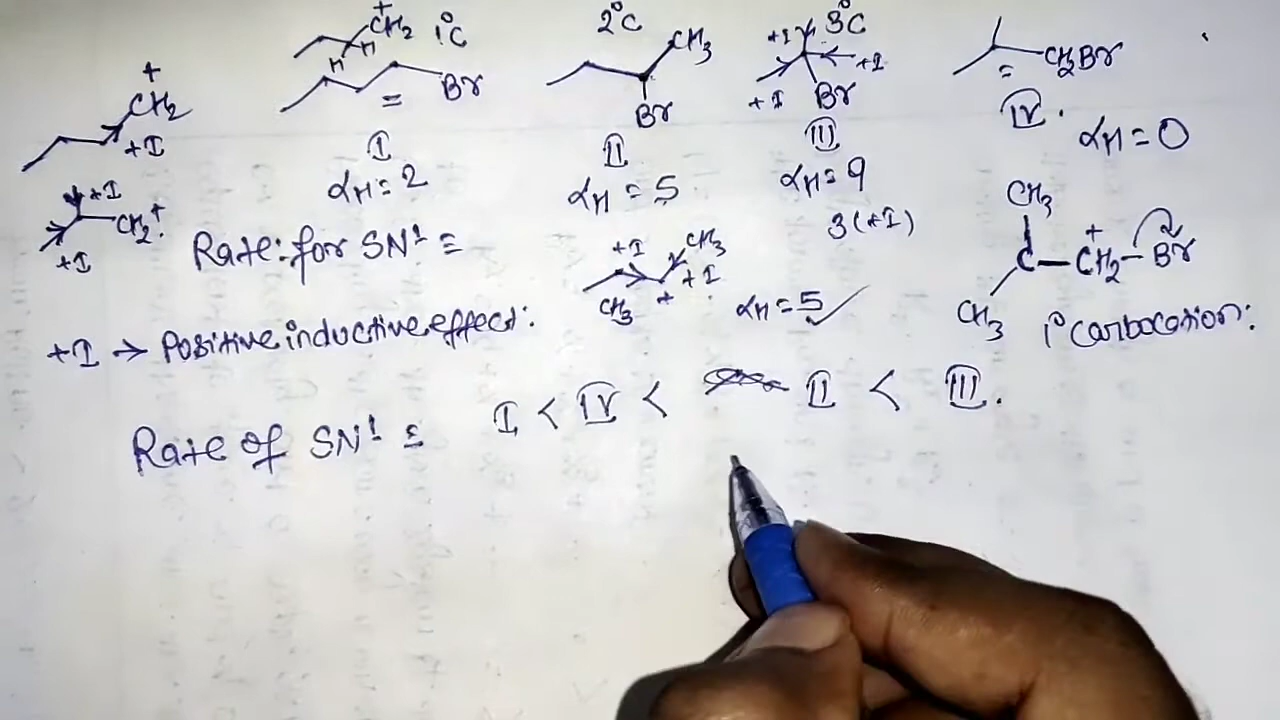 +CH2 1°C 2°C CH3 +I 3°C
H H +I
+CH2 Br Br +I Br CH2Br
+I I II III IV.
αH = 2 αH = 5 αH = 9 αH = 0
+I CH2+ 3(+I) CH3
+I Rate: for SN1 = +I CH3 C — +CH2 — Br
CH3 + +I αH = 5 ✓ CH3 1° Carbocation:
+I → Positive inductive effect:
Rate of SN1 = I < IV < II < III.